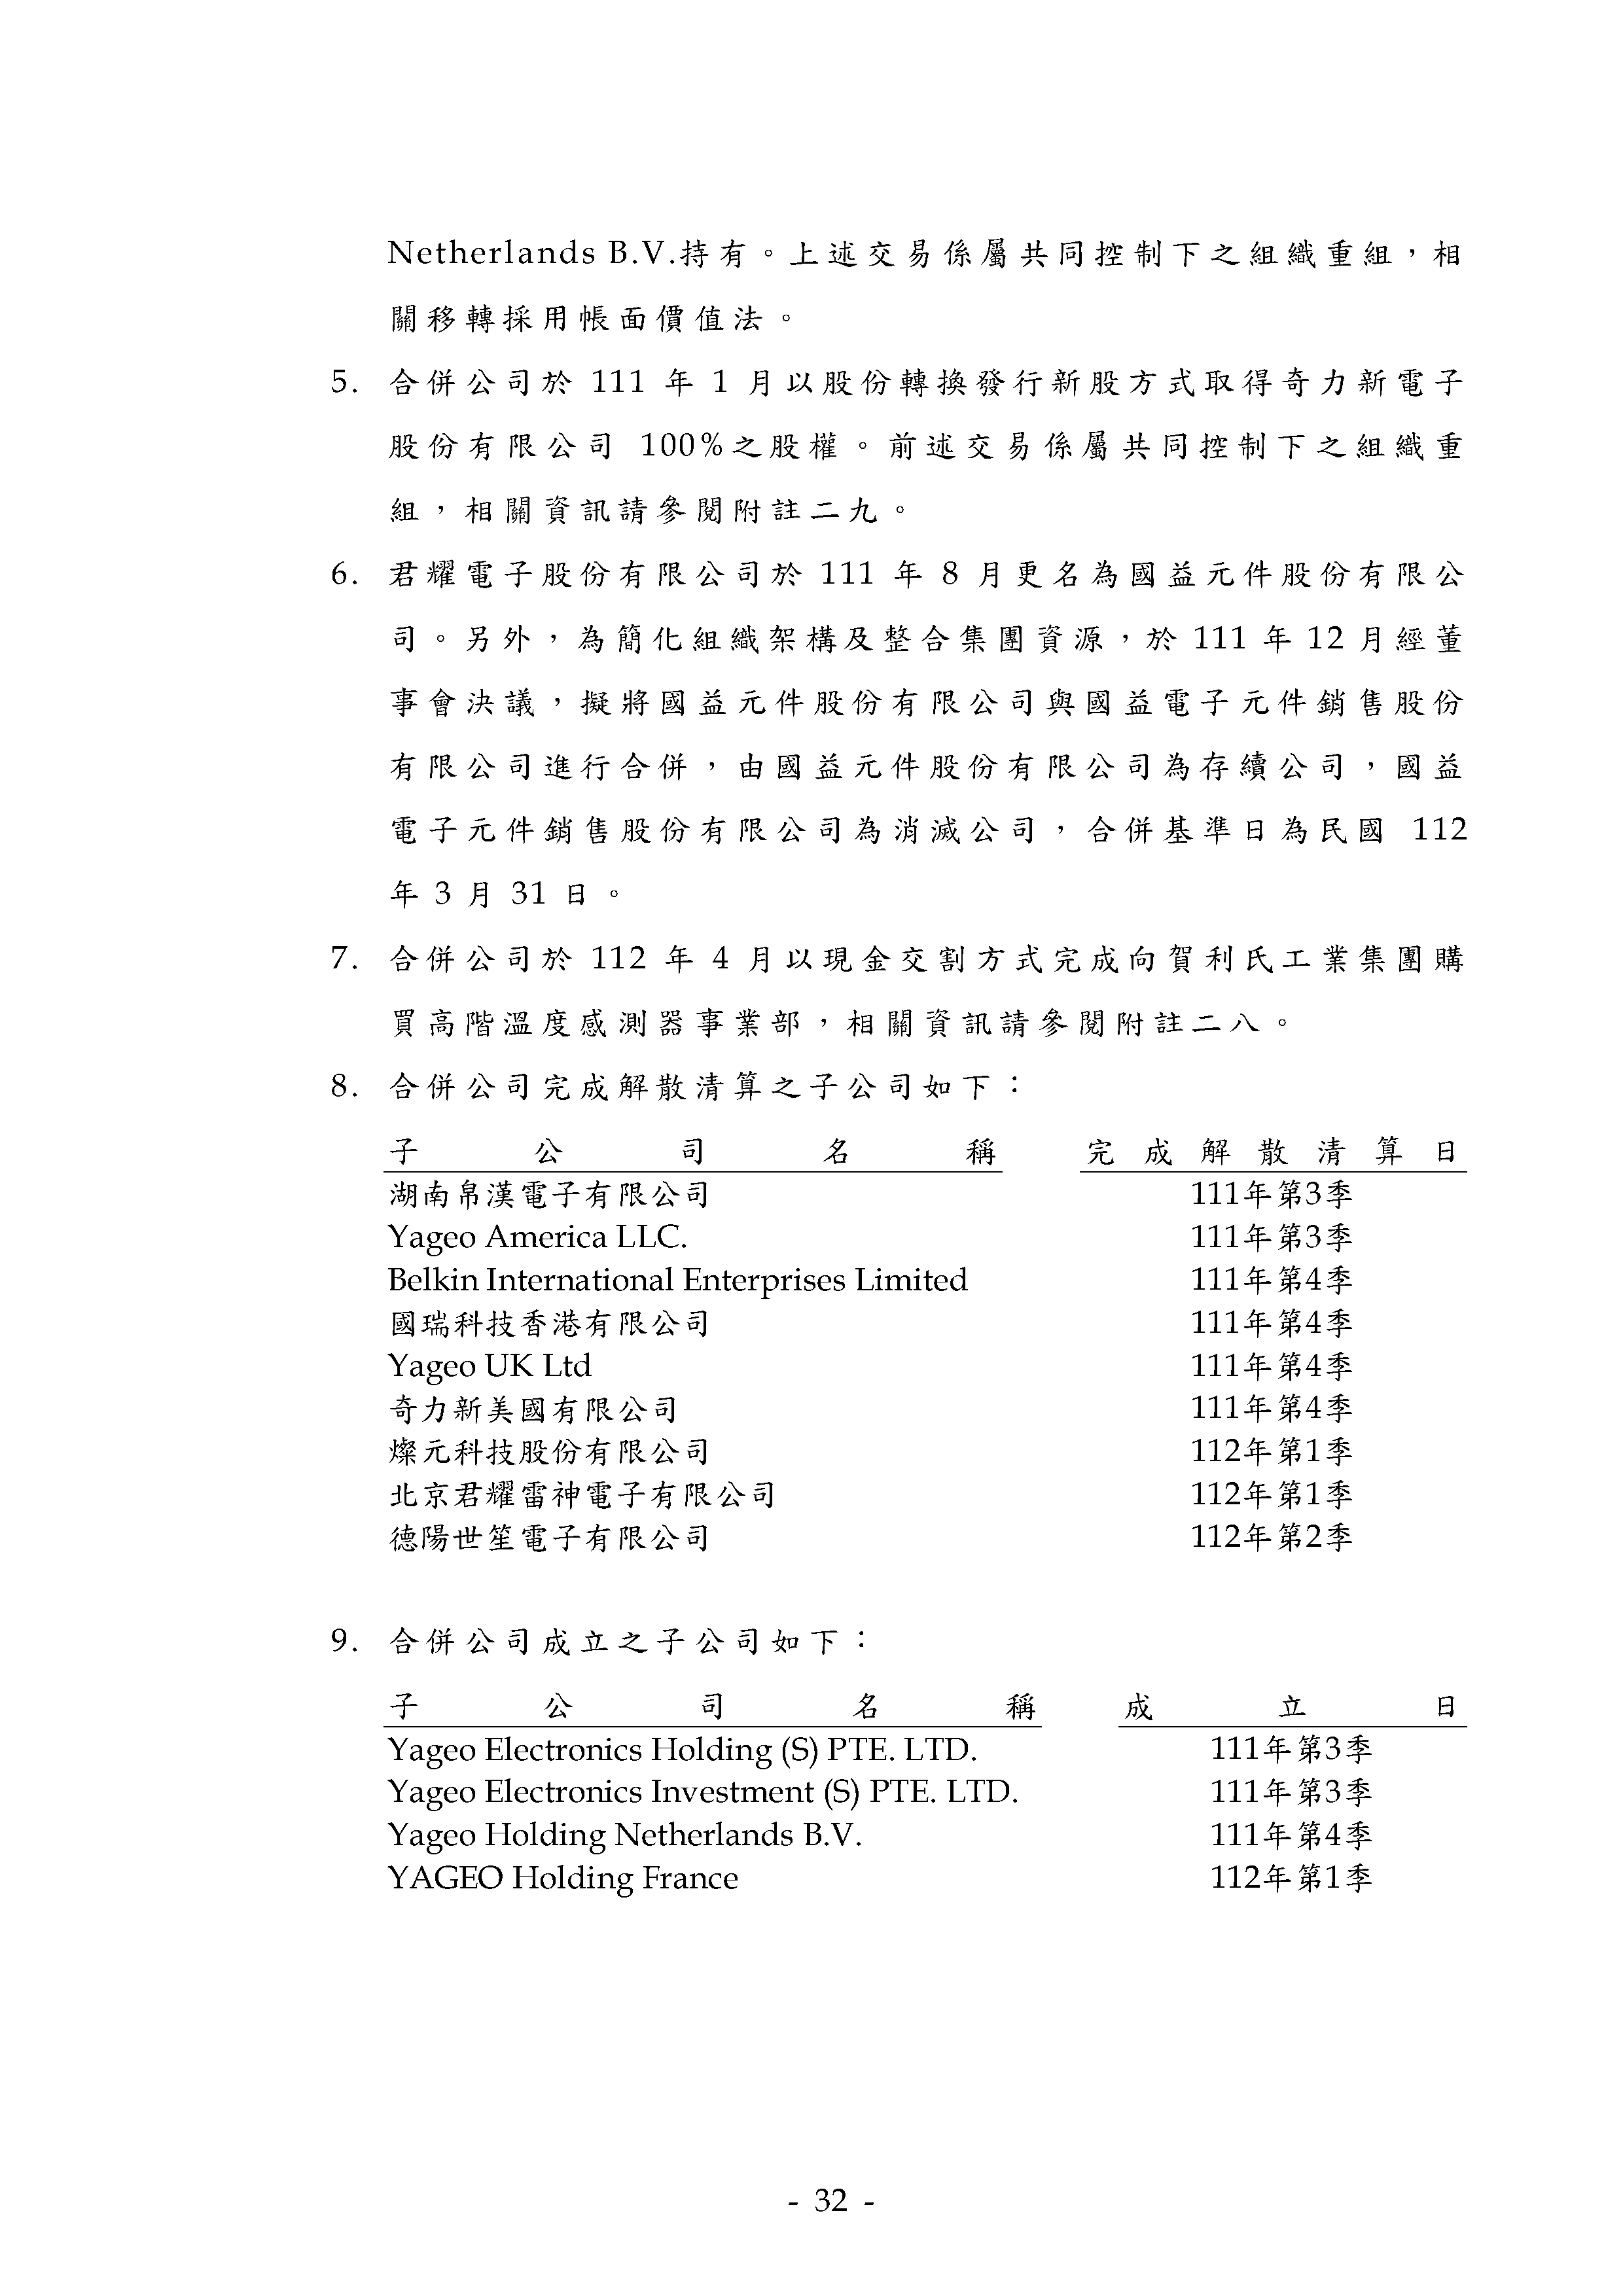 Netherlands B.V.持有。上述交易係屬共同控制下之組織重組，相
關移轉採用帳面價值法。
5. 合併公司於 111 年 1 月以股份轉換發行新股方式取得奇力新電子
股份有限公司 100%之股權。前述交易係屬共同控制下之組織重
組，相關資訊請參閱附註二九。
6. 君耀電子股份有限公司於 111 年 8 月更名為國益元件股份有限公
司。另外，為簡化組織架構及整合集團資源，於 111 年 12 月經董
事會決議，擬將國益元件股份有限公司與國益電子元件銷售股份
有限公司進行合併，由國益元件股份有限公司為存續公司，國益
電子元件銷售股份有限公司為消滅公司，合併基準日為民國 112
年 3 月 31 日。
7. 合併公司於 112 年 4 月以現金交割方式完成向賀利氏工業集團購
買高階溫度感測器事業部，相關資訊請參閱附註二八。
8. 合併公司完成解散清算之子公司如下：
子公司名稱 完成解散清算日
湖南帛漢電子有限公司 111年第3季
Yageo America LLC. 111年第3季
Belkin International Enterprises Limited 111年第4季
國瑞科技香港有限公司 111年第4季
Yageo UK Ltd 111年第4季
奇力新美國有限公司 111年第4季
燦元科技股份有限公司 112年第1季
北京君耀雷神電子有限公司 112年第1季
德陽世笙電子有限公司 112年第2季
9. 合併公司成立之子公司如下：
子公司名稱 成立日
Yageo Electronics Holding (S) PTE. LTD. 111年第3季
Yageo Electronics Investment (S) PTE. LTD. 111年第3季
Yageo Holding Netherlands B.V. 111年第4季
YAGEO Holding France 112年第1季
- 32 -